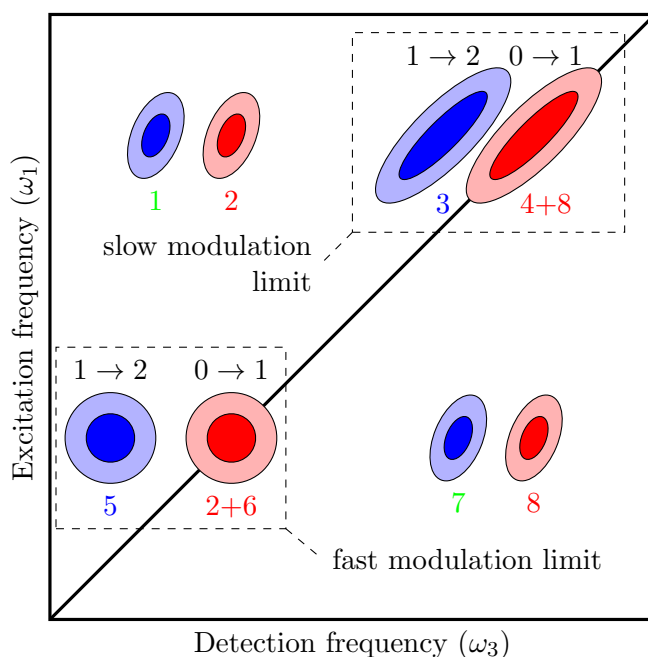 1 → 2 0 → 1
1 2 3 4+8
slow modulation
limit
1 → 2 0 → 1
5 2+6 7 8
fast modulation limit
Excitation frequency (ω₁)
Detection frequency (ω₃)